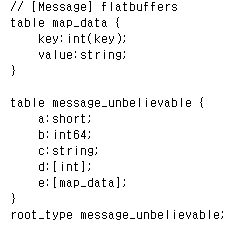 // [Message] flatbuffers
table map_data {
    key:int(key);
    value:string;
}

table message_unbelievable {
    a:short;
    b:int64;
    c:string;
    d:[int];
    e:[map_data];
}
root_type message_unbelievable;